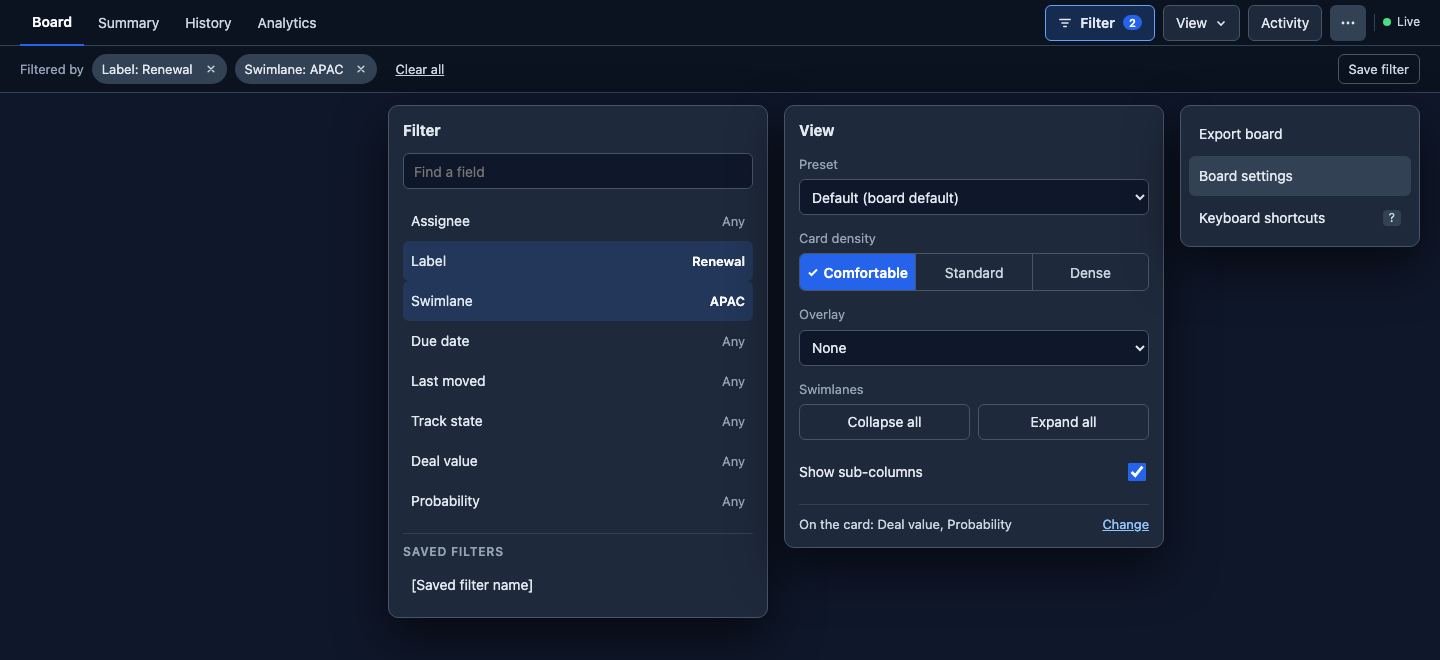 Board Summary History Analytics Filter 2 View Activity ... Live
Filtered by Label: Renewal × Swimlane: APAC × Clear all Save filter
Filter
Find a field
Assignee Any
Label Renewal
Swimlane APAC
Due date Any
Last moved Any
Track state Any
Deal value Any
Probability Any
SAVED FILTERS
[Saved filter name]
View
Preset
Default (board default)
Card density
✓ Comfortable Standard Dense
Overlay
None
Swimlanes
Collapse all Expand all
Show sub-columns
On the card: Deal value, Probability Change
Export board
Board settings
Keyboard shortcuts ?